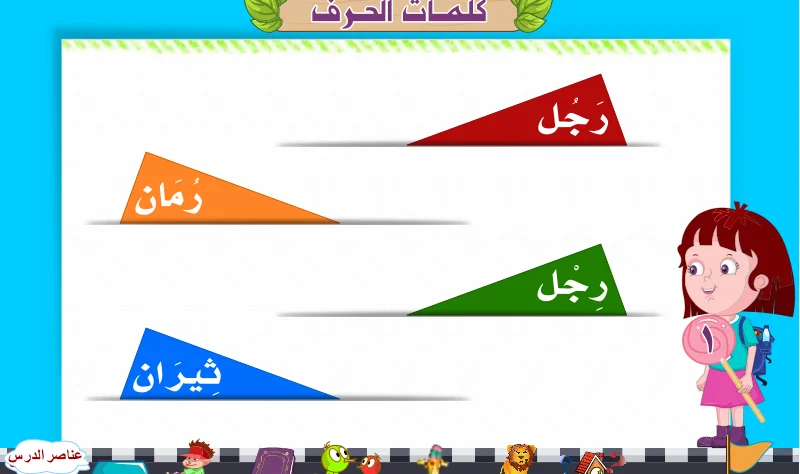 كلمات الحرف
رَجُل
رُمَان
رِجْل
ثِيرَان
١
عناصر الدرس